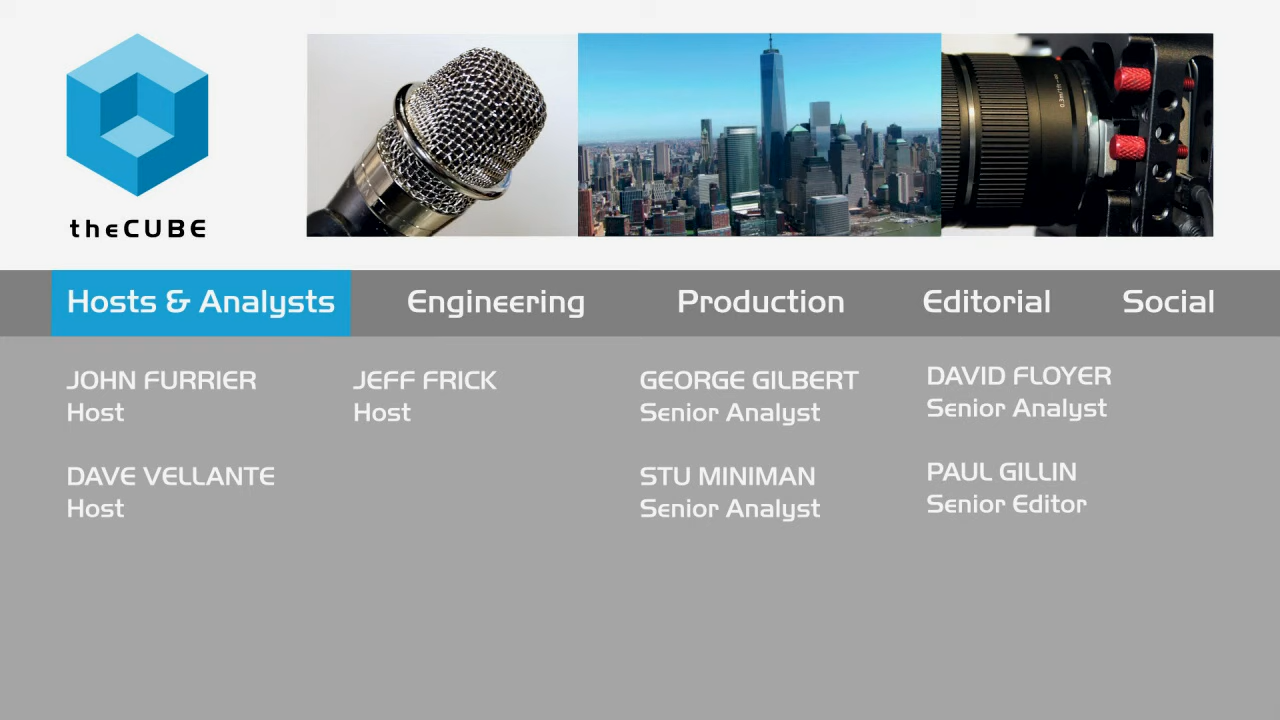 theCUBE
Hosts & Analysts
Engineering
Production
Editorial
Social
JOHN FURRIER
Host
JEFF FRICK
Host
GEORGE GILBERT
Senior Analyst
DAVID FLOYER
Senior Analyst
DAVE VELLANTE
Host
STU MINIMAN
Senior Analyst
PAUL GILLIN
Senior Editor